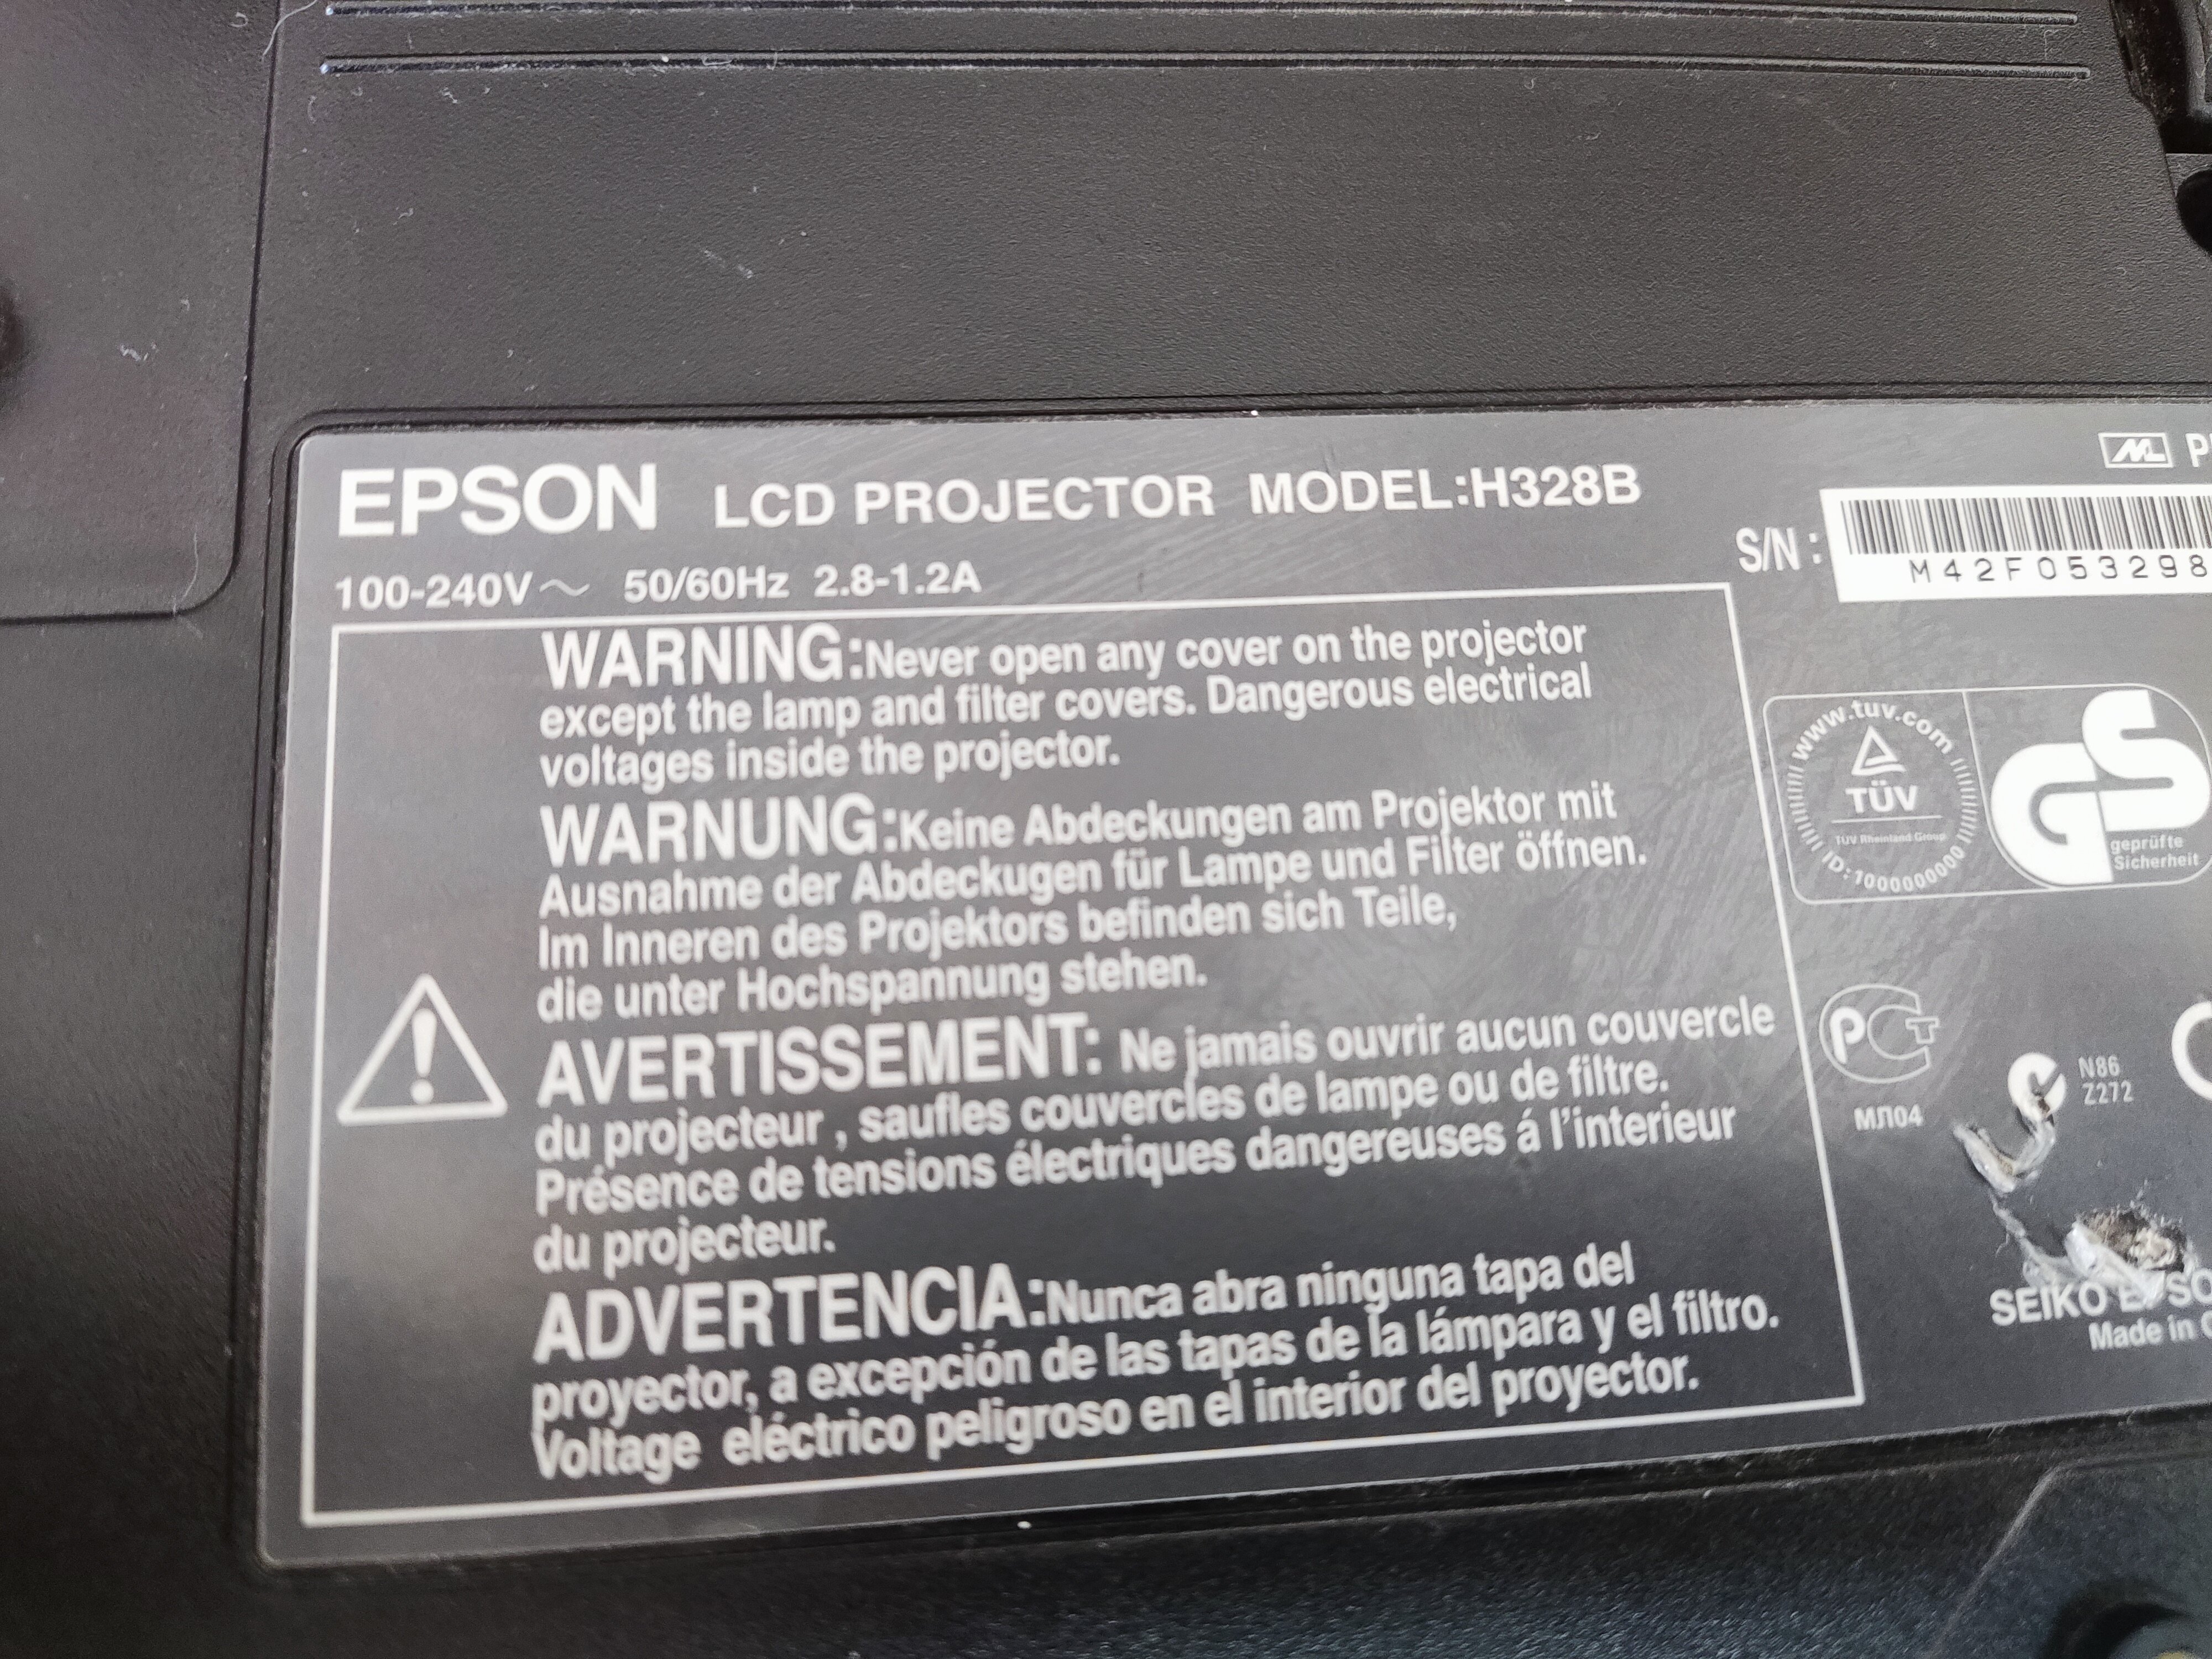 EPSON LCD PROJECTOR MODEL:H328B
100-240V～ 50/60Hz 2.8-1.2A
WARNING:Never open any cover on the projector
except the lamp and filter covers. Dangerous electrical
voltages inside the projector.
WARNUNG:Keine Abdeckungen am Projektor mit
Ausnahme der Abdeckugen für Lampe und Filter öffnen.
Im Inneren des Projektors befinden sich Teile,
die unter Hochspannung stehen.
AVERTISSEMENT: Ne jamais ouvrir aucun couvercle
du projecteur , saufles couvercles de lampe ou de filtre.
Présence de tensions électriques dangereuses á l'interieur
du projecteur.
ADVERTENCIA:Nunca abra ninguna tapa del
proyector, a excepción de las tapas de la lámpara y el filtro.
Voltage eléctrico peligroso en el interior del proyector.
S/N :
M42F053298
www.tuv.com
TÜV
TUV Rheinland Group
ID:1000000000
GS
geprüfte
Sicherheit
РСТ
МЛ04
N86
Z272
SEIKO
Made in